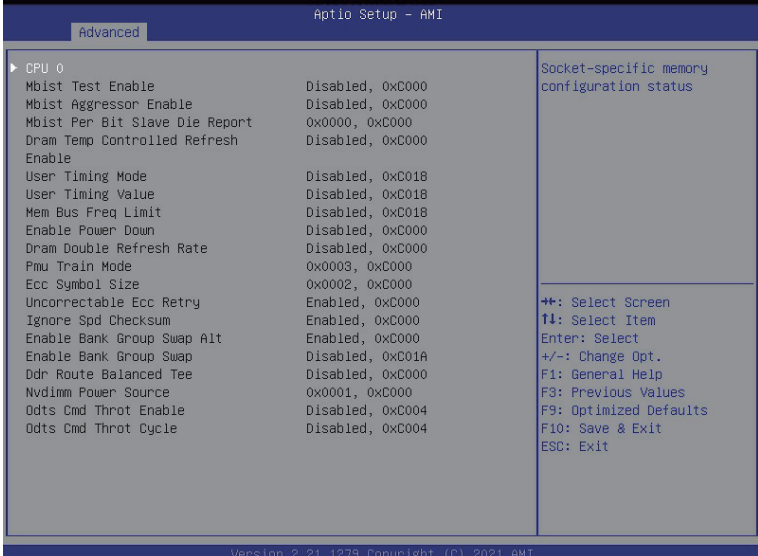 Aptio Setup – AMI
Advanced
▶ CPU 0
Mbist Test Enable Disabled, 0xC000
Mbist Aggressor Enable Disabled, 0xC000
Mbist Per Bit Slave Die Report 0x0000, 0xC000
Dram Temp Controlled Refresh Disabled, 0xC000
Enable
User Timing Mode Disabled, 0xC018
User Timing Value Disabled, 0xC018
Mem Bus Freq Limit Disabled, 0xC018
Enable Power Down Disabled, 0xC000
Dram Double Refresh Rate Disabled, 0xC000
Pmu Train Mode 0x0003, 0xC000
Ecc Symbol Size 0x0002, 0xC000
Uncorrectable Ecc Retry Enabled, 0xC000
Ignore Spd Checksum Enabled, 0xC000
Enable Bank Group Swap Alt Enabled, 0xC000
Enable Bank Group Swap Disabled, 0xC01A
Ddr Route Balanced Tee Disabled, 0xC000
Nvdimm Power Source 0x0001, 0xC000
Odts Cmd Throt Enable Disabled, 0xC004
Odts Cmd Throt Cycle Disabled, 0xC004
Socket-specific memory
configuration status
→←: Select Screen
↑↓: Select Item
Enter: Select
+/-: Change Opt.
F1: General Help
F3: Previous Values
F9: Optimized Defaults
F10: Save & Exit
ESC: Exit
Version 2.21.1279 Copyright (C) 2021 AMI